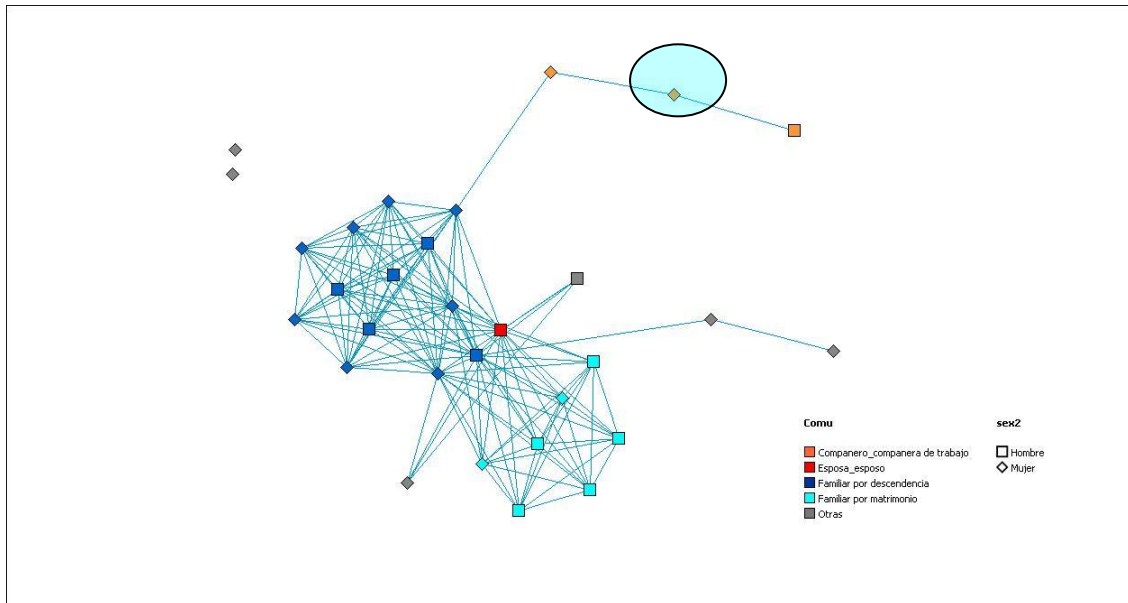 Comu
Companero_companera de trabajo
Esposa_esposo
Familiar por descendencia
Familiar por matrimonio
Otras
sex2
Hombre
Mujer